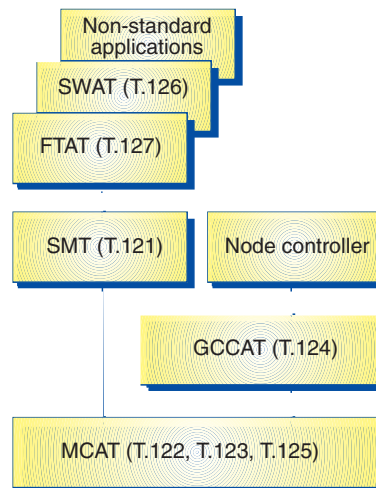 Non-standard
applications
SWAT (T.126)
FTAT (T.127)
SMT (T.121)
Node controller
GCCAT (T.124)
MCAT (T.122, T.123, T.125)